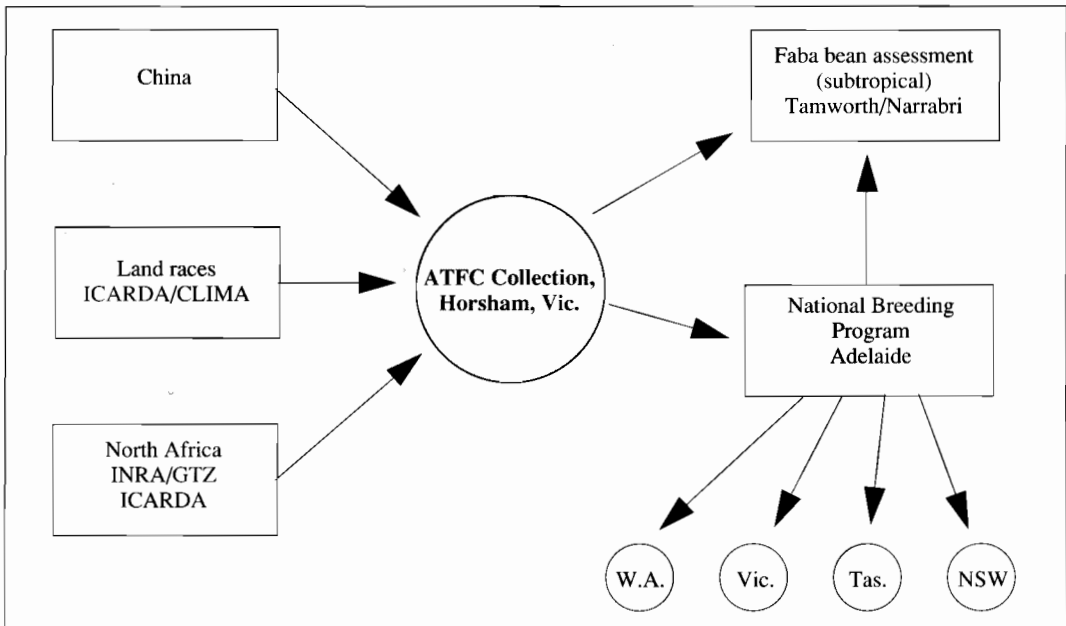 China
Faba bean assessment
(subtropical)
Tamworth/Narrabri
Land races
ICARDA/CLIMA
ATFC Collection,
Horsham, Vic.
National Breeding
Program
Adelaide
North Africa
INRA/GTZ
ICARDA
W.A.
Vic.
Tas.
NSW